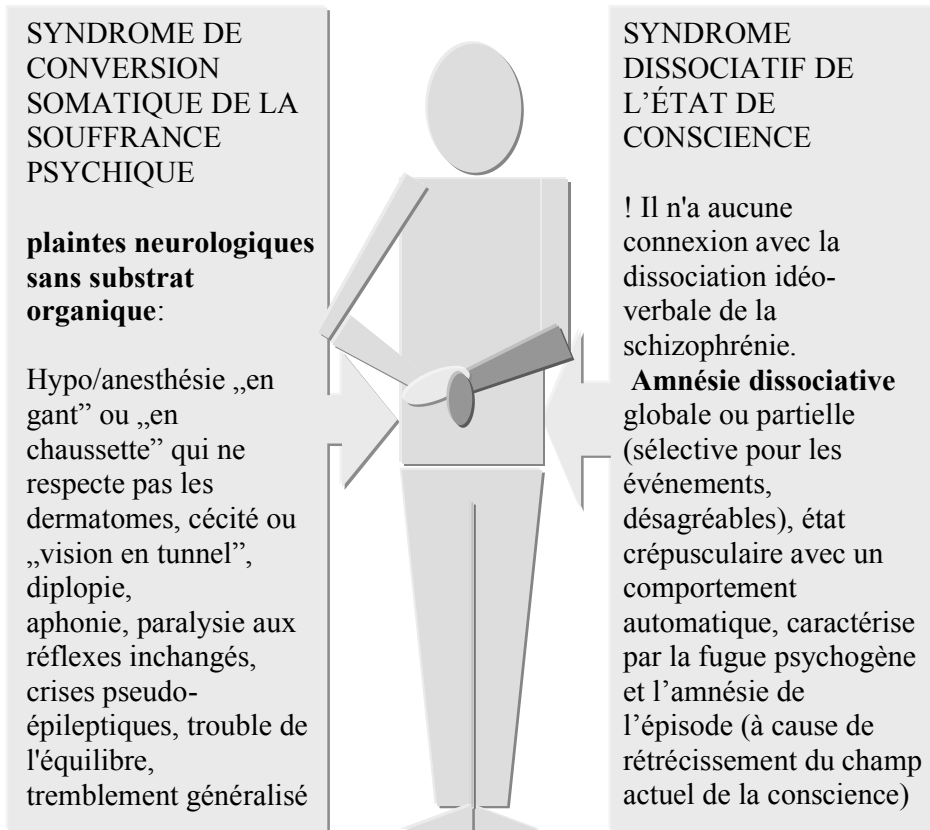 SYNDROME DE
CONVERSION
SOMATIQUE DE LA
SOUFFRANCE
PSYCHIQUE
plaintes neurologiques
sans substrat
organique:
Hypo/anesthésie „en
gant” ou „en
chaussette” qui ne
respecte pas les
dermatomes, cécité ou
„vision en tunnel”,
diplopie,
aphonie, paralysie aux
réflexes inchangés,
crises pseudo-
épileptiques, trouble de
l'équilibre,
tremblement généralisé
SYNDROME
DISSOCIATIF DE
L’ÉTAT DE
CONSCIENCE
! Il n'a aucune
connexion avec la
dissociation idéo-
verbale de la
schizophrénie.
Amnésie dissociative
globale ou partielle
(sélective pour les
événements,
désagréables), état
crépusculaire avec un
comportement
automatique, caractérise
par la fugue psychogène
et l’amnésie de
l’épisode (à cause de
rétrécissement du champ
actuel de la conscience)